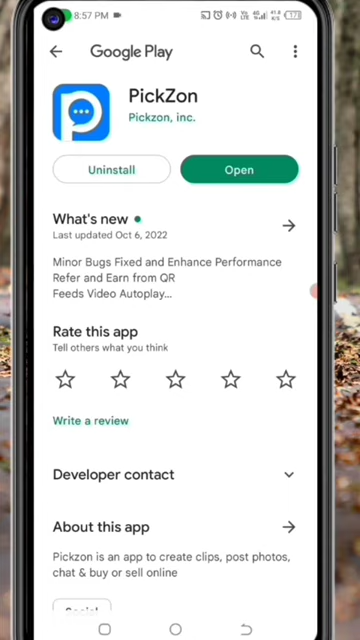 8:57 PM
Google Play
PickZon
Pickzon, inc.
Uninstall
Open
What's new
Last updated Oct 6, 2022
Minor Bugs Fixed and Enhance Performance
Refer and Earn from QR
Feeds Video Autoplay...
Rate this app
Tell others what you think
Write a review
Developer contact
About this app
Pickzon is an app to create clips, post photos,
chat & buy or sell online
Social